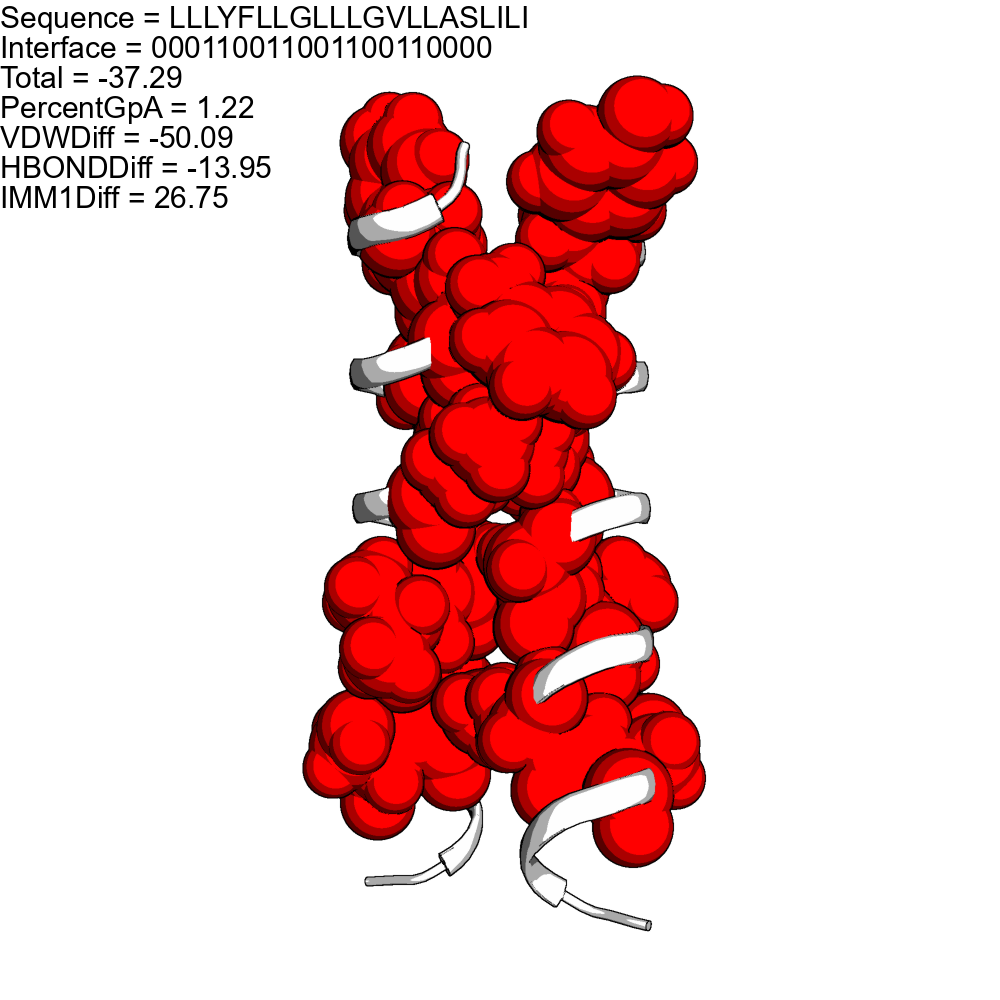 Sequence = LLLYFLLGLLLGVLLASLILI
Interface = 000110011001100110000
Total = -37.29
PercentGpA = 1.22
VDWDiff = -50.09
HBONDDiff = -13.95
IMM1Diff = 26.75